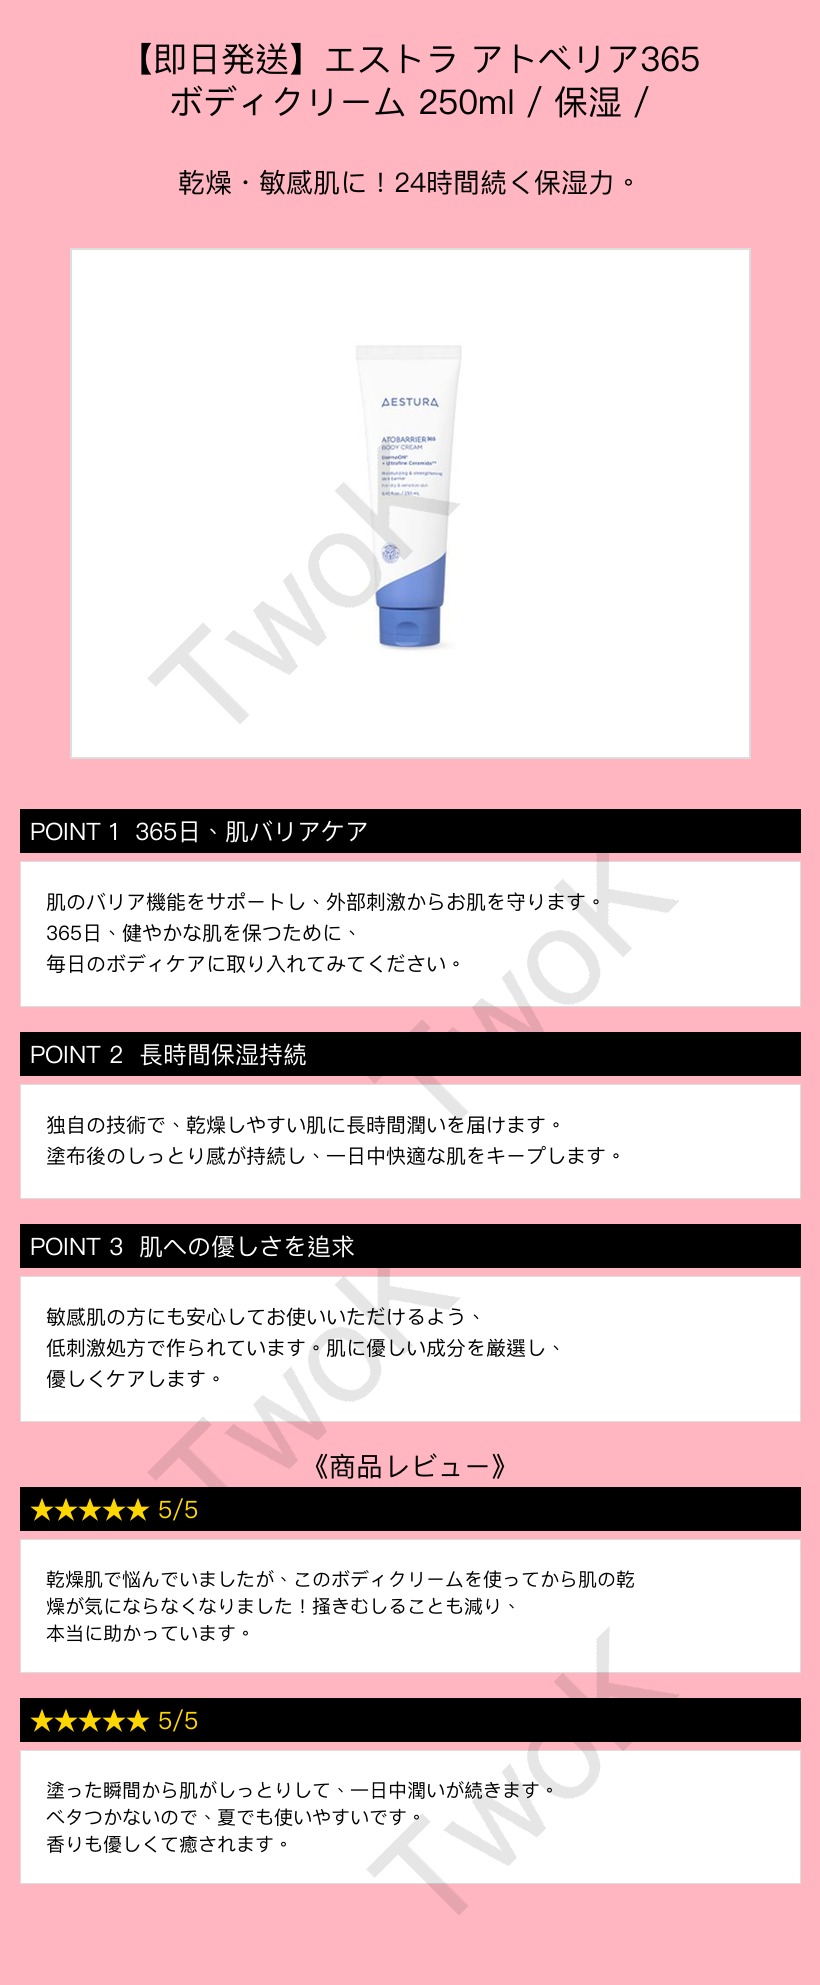 【即日発送】エストラ アトベリア365
ボディクリーム 250ml / 保湿 /
乾燥・敏感肌に！24時間続く保湿力。
AESTURA
ATOBARRIER365
BODY CREAM
DermaON®
+ Ultrafine Ceramide™
Moisturizing & strengthening
skin barrier
For dry & sensitive skin
TwoK
POINT 1 365日、肌バリアケア
肌のバリア機能をサポートし、外部刺激からお肌を守ります。
365日、健やかな肌を保つために、
毎日のボディケアに取り入れてみてください。
TwoK
POINT 2 長時間保湿持続
独自の技術で、乾燥しやすい肌に長時間潤いを届けます。
塗布後のしっとり感が持続し、一日中快適な肌をキープします。
POINT 3 肌への優しさを追求
敏感肌の方にも安心してお使いいただけるよう、
低刺激処方で作られています。肌に優しい成分を厳選し、
優しくケアします。
TwoK
《商品レビュー》
★★★★★ 5/5
乾燥肌で悩んでいましたが、このボディクリームを使ってから肌の乾
燥が気にならなくなりました！掻きむしることも減り、
本当に助かっています。
★★★★★ 5/5
塗った瞬間から肌がしっとりして、一日中潤いが続きます。
ベタつかないので、夏でも使いやすいです。
香りも優しくて癒されます。
TwoK